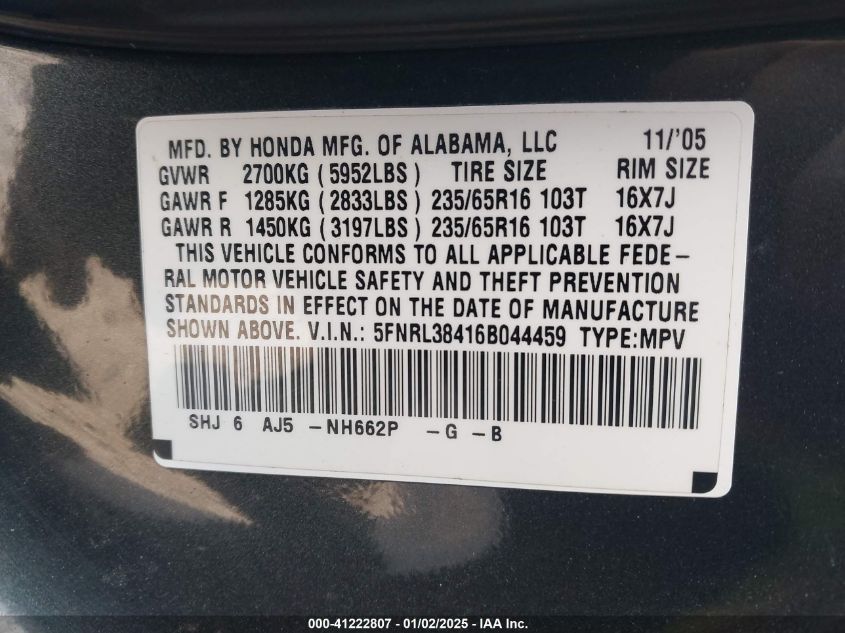 MFD. BY HONDA MFG. OF ALABAMA, LLC 11/'05
GVWR 2700KG (5952LBS) TIRE SIZE RIM SIZE
GAWR F 1285KG (2833LBS) 235/65R16 103T 16X7J
GAWR R 1450KG (3197LBS) 235/65R16 103T 16X7J
THIS VEHICLE CONFORMS TO ALL APPLICABLE FEDE-
RAL MOTOR VEHICLE SAFETY AND THEFT PREVENTION
STANDARDS IN EFFECT ON THE DATE OF MANUFACTURE
SHOWN ABOVE. V.I.N.: 5FNRL38416B044459 TYPE:MPV
SHJ 6 AJ5 -NH662P -G -B
000-41222807 - 01/02/2025 - IAA Inc.